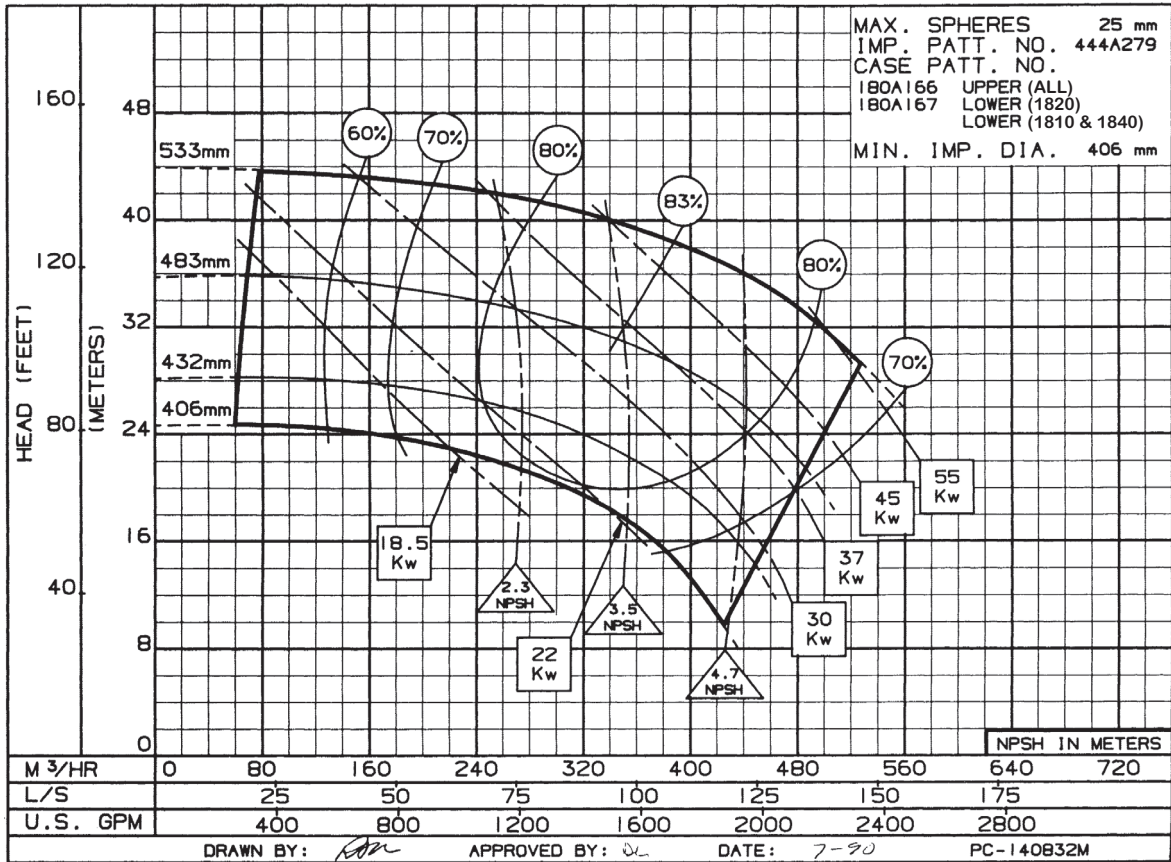 MAX. SPHERES 25 mm
IMP. PATT. NO. 444A279
CASE PATT. NO.
180A166 UPPER (ALL)
180A167 LOWER (1820)
LOWER (1810 & 1840)
MIN. IMP. DIA. 406 mm
160
48
60%
70%
80%
533mm
83%
40
120
483mm
80%
HEAD (FEET)
(METERS)
32
432mm
70%
406mm
80
24
55
Kw
45
Kw
18.5
Kw
16
37
Kw
2.3
NPSH
40
3.5
NPSH
30
Kw
8
22
Kw
4.7
NPSH
0
NPSH IN METERS
M³/HR 0 80 160 240 320 400 480 560 640 720
L/S 25 50 75 100 125 150 175
U.S. GPM 400 800 1200 1600 2000 2400 2800
DRAWN BY: APPROVED BY: DATE: 7-90 PC-140832M